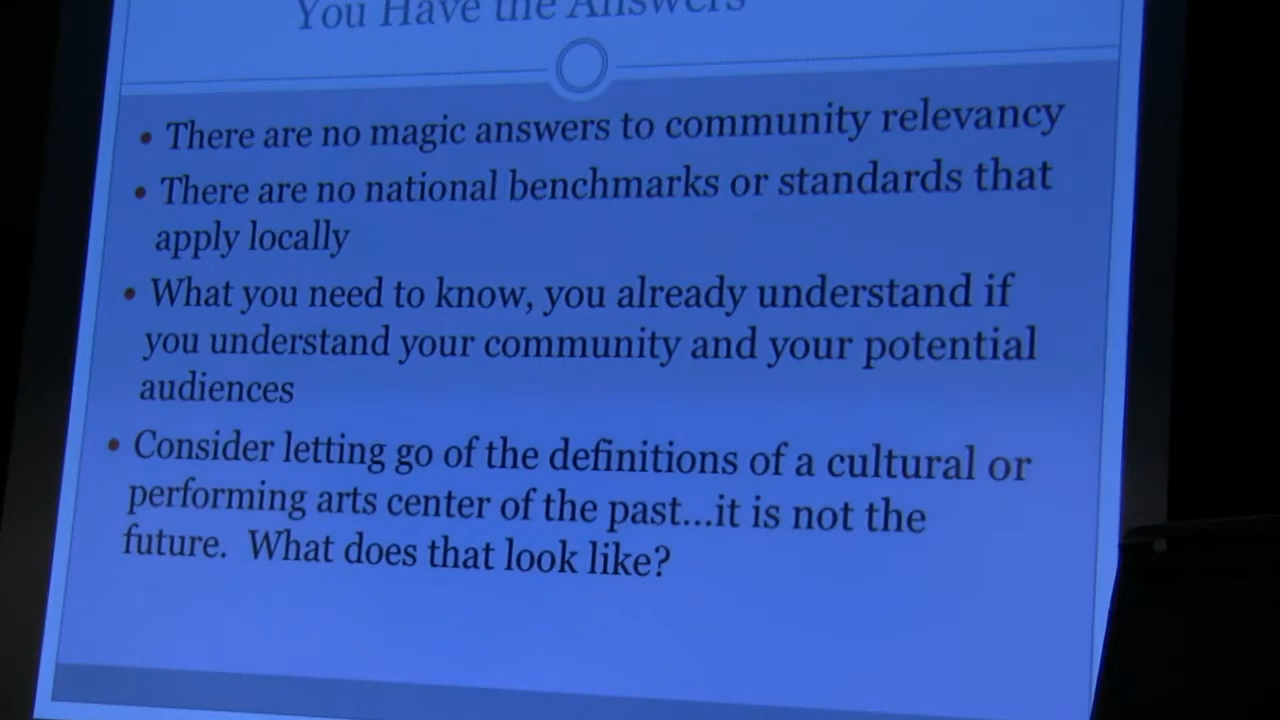 You Have the Answers
• There are no magic answers to community relevancy
• There are no national benchmarks or standards that
apply locally
• What you need to know, you already understand if
you understand your community and your potential
audiences
• Consider letting go of the definitions of a cultural or
performing arts center of the past...it is not the
future.  What does that look like?